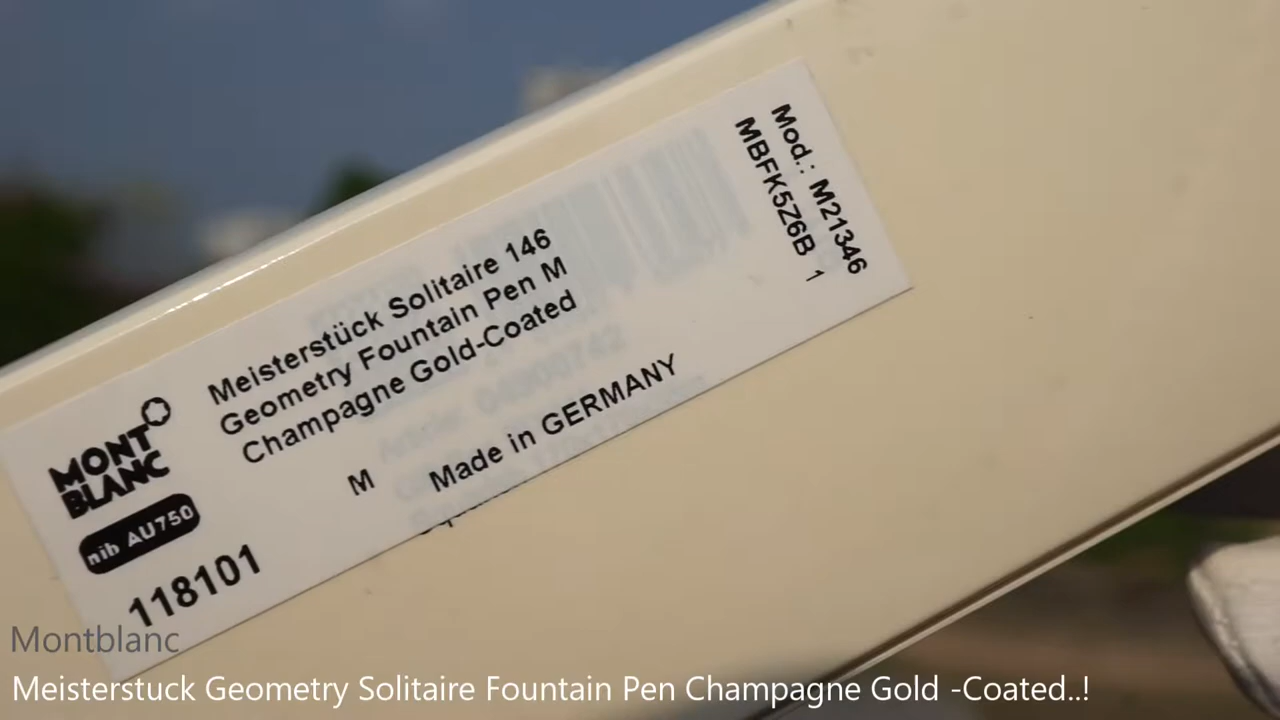 Meisterstück Solitaire 146
Geometry Fountain Pen M
Champagne Gold-Coated
M
Made in GERMANY
MONT
BLANC
nib AU750
118101
Mod.: M21346
MBFK5Z6B 1
Montblanc
Meisterstuck Geometry Solitaire Fountain Pen Champagne Gold -Coated..!